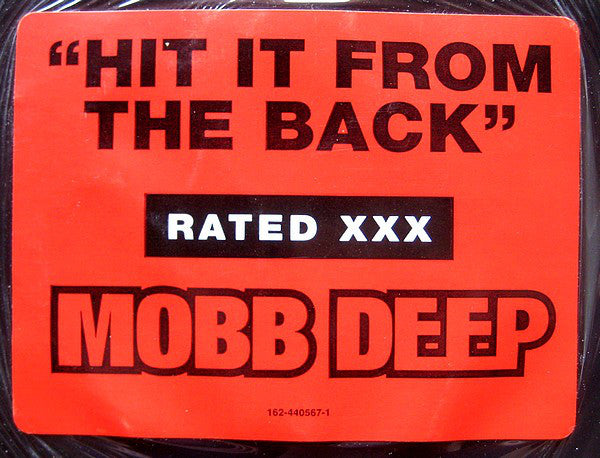 “HIT IT FROM
THE BACK”
RATED XXX
MOBB DEEP
162-440567-1